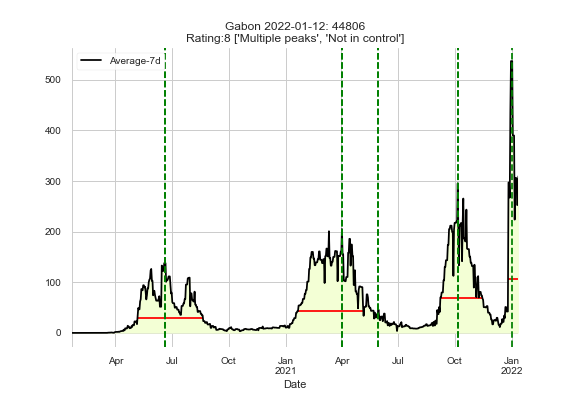 Gabon 2022-01-12: 44806
Rating:8 ['Multiple peaks', 'Not in control']
Average-7d
500
400
300
200
100
0
Apr Jul Oct Jan Apr Jul Oct Jan
2021 2022
Date